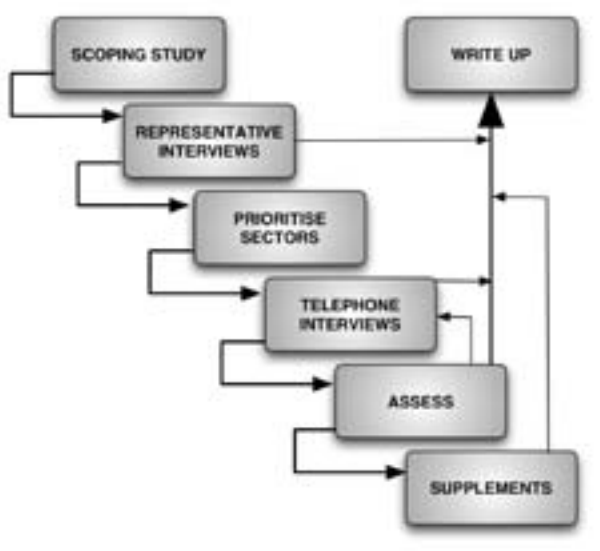 SCOPING STUDY
WRITE UP
REPRESENTATIVE
INTERVIEWS
PRIORITISE
SECTORS
TELEPHONE
INTERVIEWS
ASSESS
SUPPLEMENTS